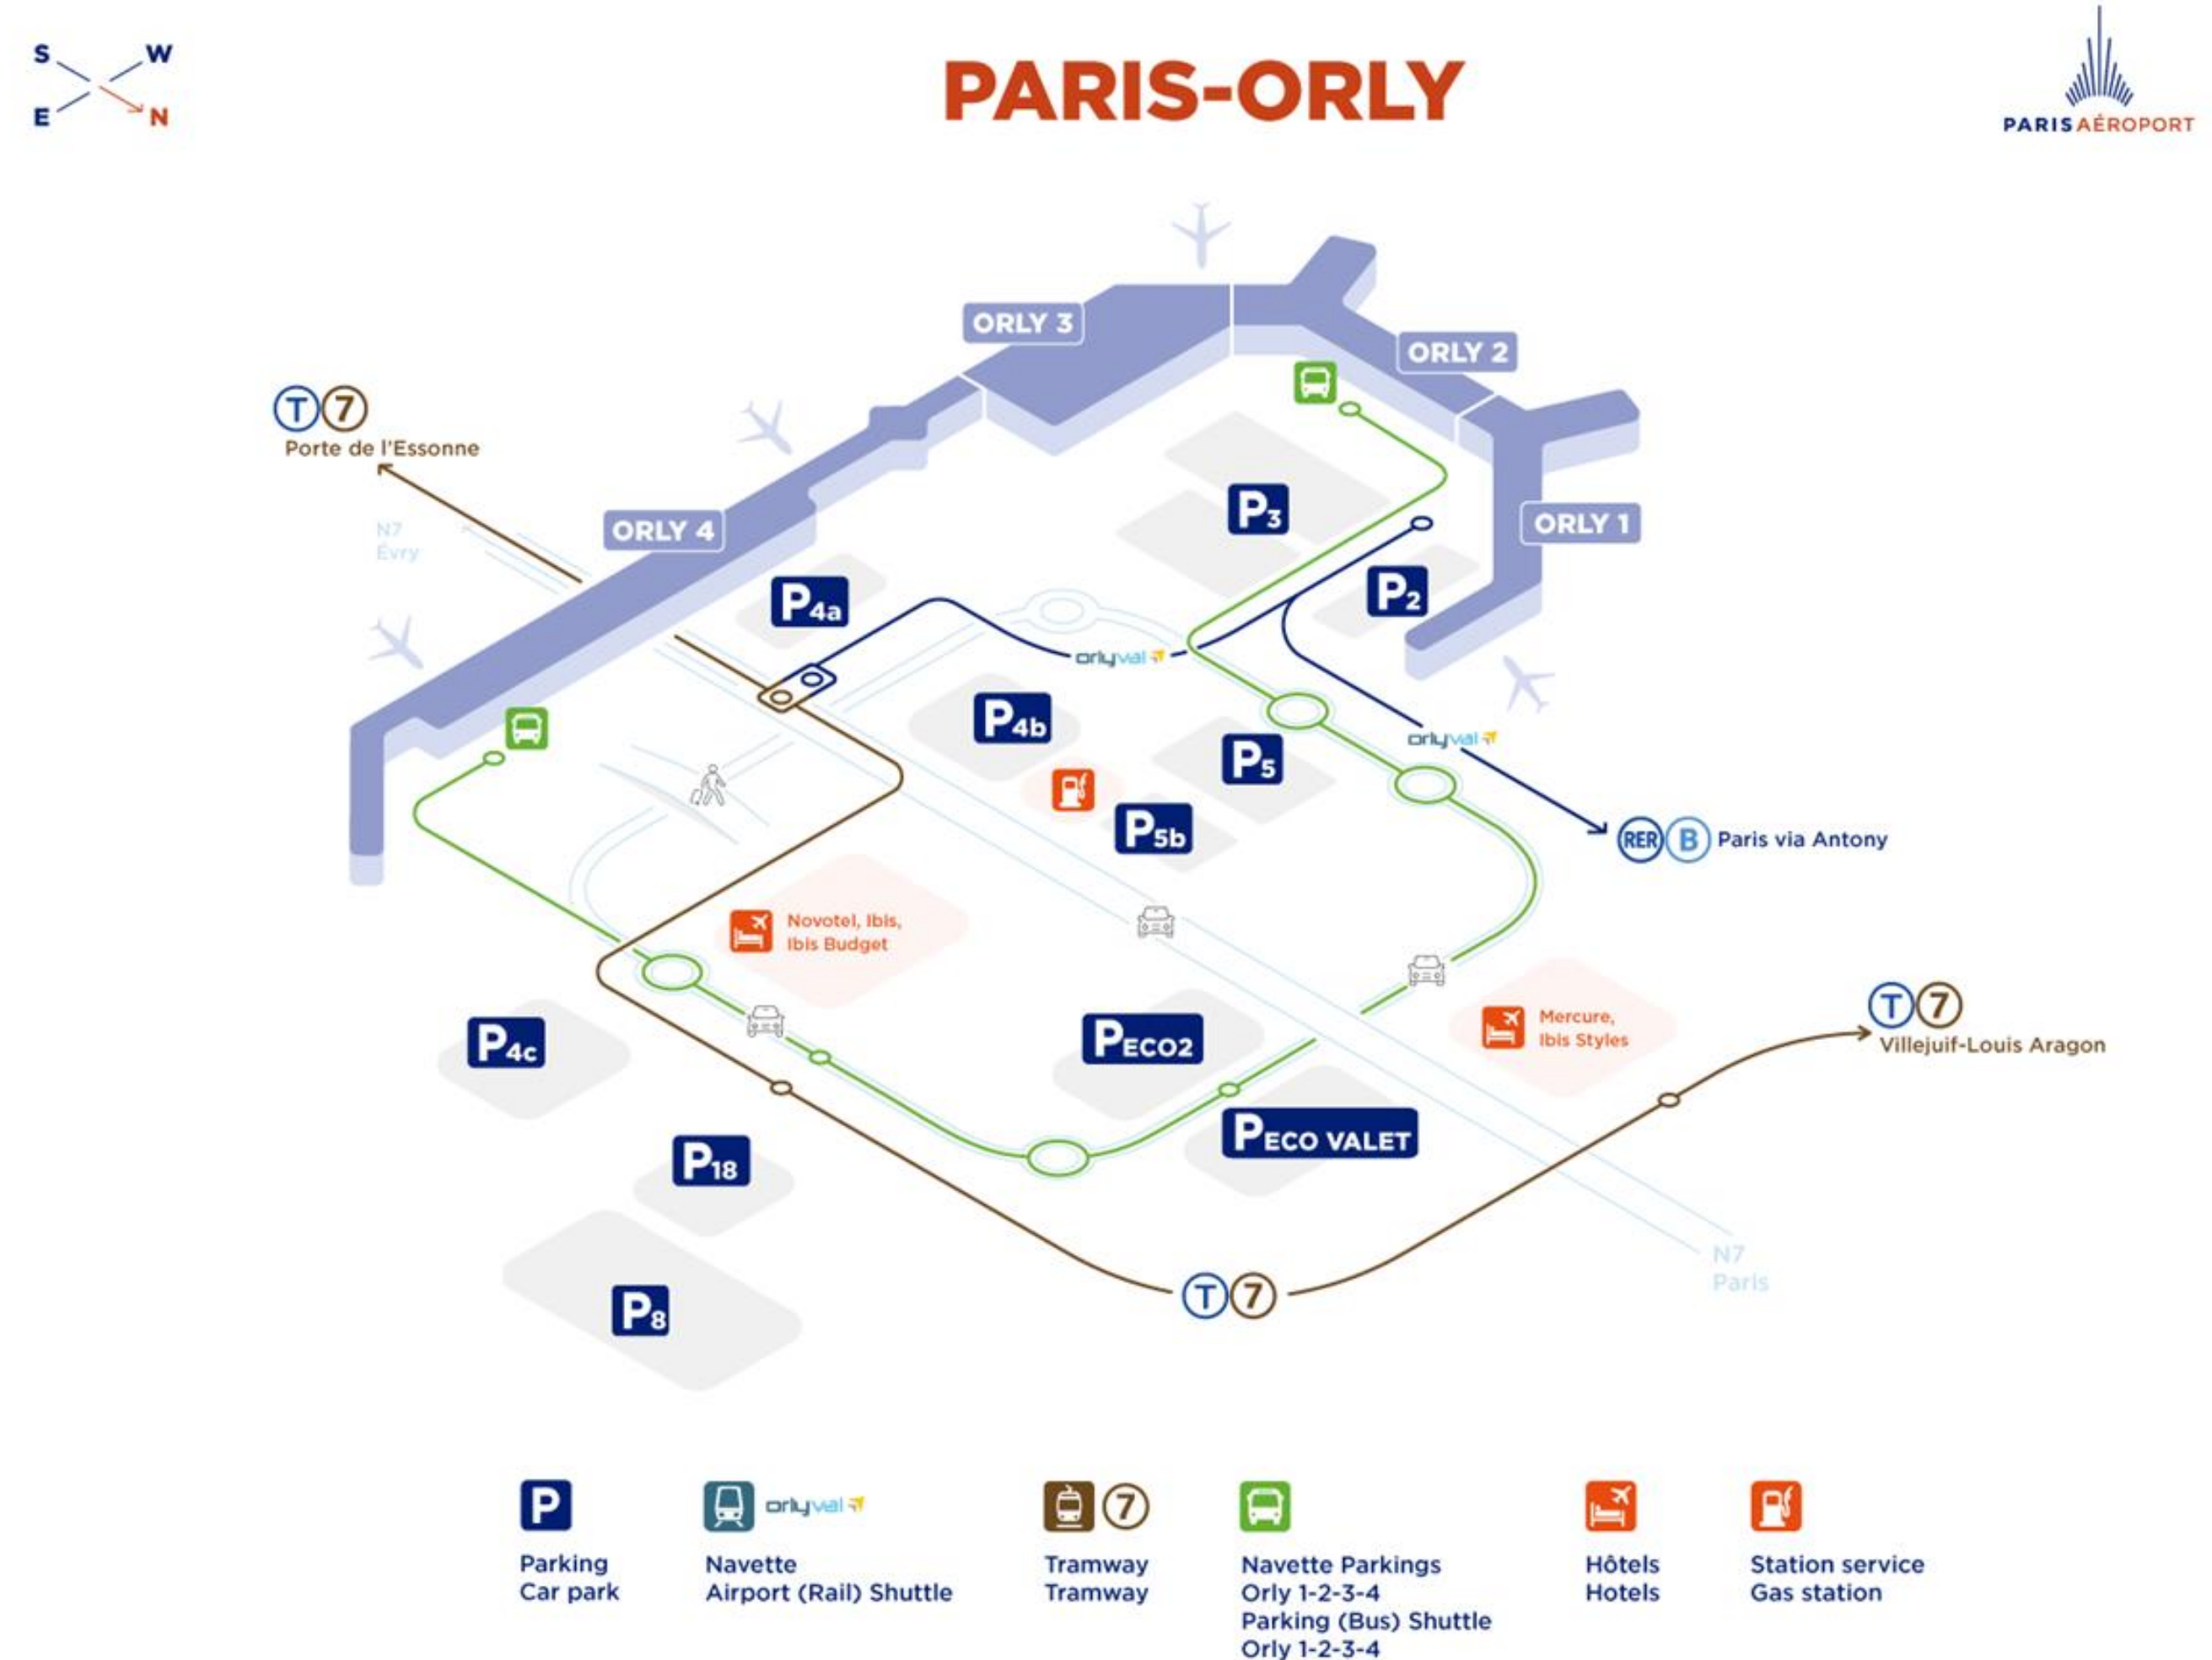 S W
E N
PARIS-ORLY
PARIS AÉROPORT
ORLY 3
ORLY 2
T 7
Porte de l'Essonne
P3
ORLY 4
ORLY 1
N7
Évry
P4a
P2
orlyval
P4b
orlyval
P5
P5b
RER B Paris via Antony
Novotel, Ibis,
Ibis Budget
T 7
Villejuif-Louis Aragon
Mercure,
Ibis Styles
P4c
PECO2
PECO VALET
P18
N7
Paris
T 7
P8
P
orlyval
7
Parking
Car park
Navette
Airport (Rail) Shuttle
Tramway
Tramway
Navette Parkings
Orly 1-2-3-4
Parking (Bus) Shuttle
Orly 1-2-3-4
Hôtels
Hotels
Station service
Gas station